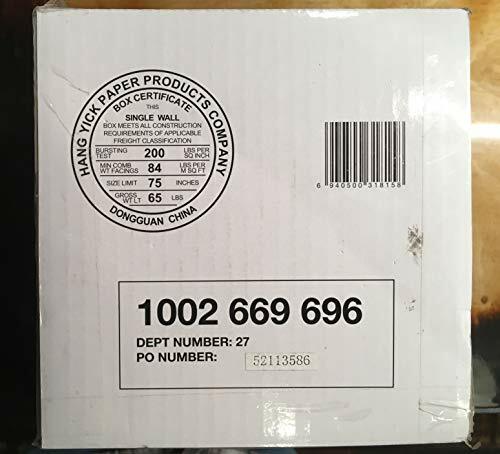 HANG YICK PAPER PRODUCTS COMPANY
BOX CERTIFICATE
THIS
SINGLE WALL
BOX MEETS ALL CONSTRUCTION
REQUIREMENTS OF APPLICABLE
FREIGHT CLASSIFICATION
BURSTING TEST 200 LBS PER SQ INCH
MIN COMB WT FACINGS 84 LBS PER M SQ FT
SIZE LIMIT 75 INCHES
GROSS WT LT 65 LBS
DONGGUAN CHINA
6 940500 318158
1002 669 696
DEPT NUMBER: 27
PO NUMBER: 52113586